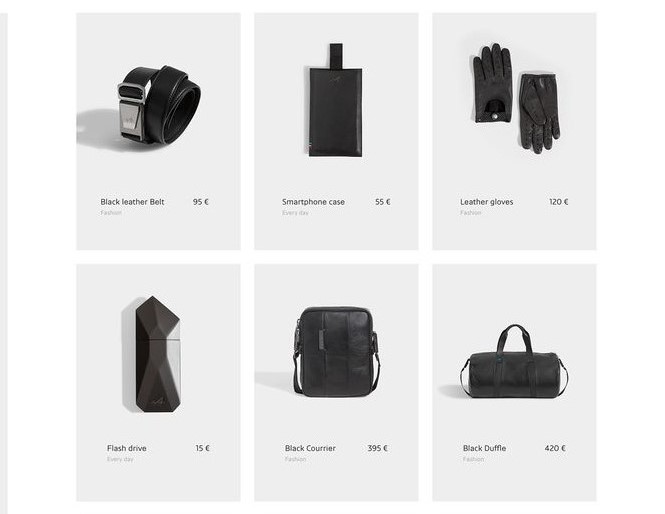 Black leather Belt 95 €
Fashion
Smartphone case 55 €
Every day
Leather gloves 120 €
Fashion
Flash drive 15 €
Every day
Black Courrier 395 €
Fashion
Black Duffle 420 €
Fashion